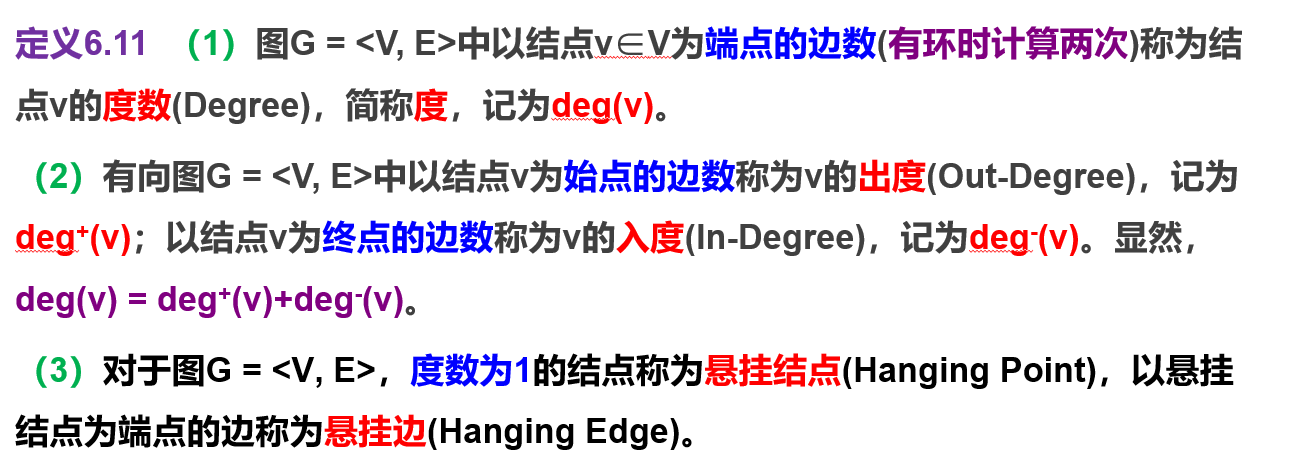 定义6.11 （1）图G = <V, E>中以结点v∈V为端点的边数(有环时计算两次)称为结
点v的度数(Degree)，简称度，记为deg(v)。
（2）有向图G = <V, E>中以结点v为始点的边数称为v的出度(Out-Degree)，记为
deg⁺(v)；以结点v为终点的边数称为v的入度(In-Degree)，记为deg⁻(v)。显然，
deg(v) = deg⁺(v)+deg⁻(v)。
（3）对于图G = <V, E>，度数为1的结点称为悬挂结点(Hanging Point)，以悬挂
结点为端点的边称为悬挂边(Hanging Edge)。